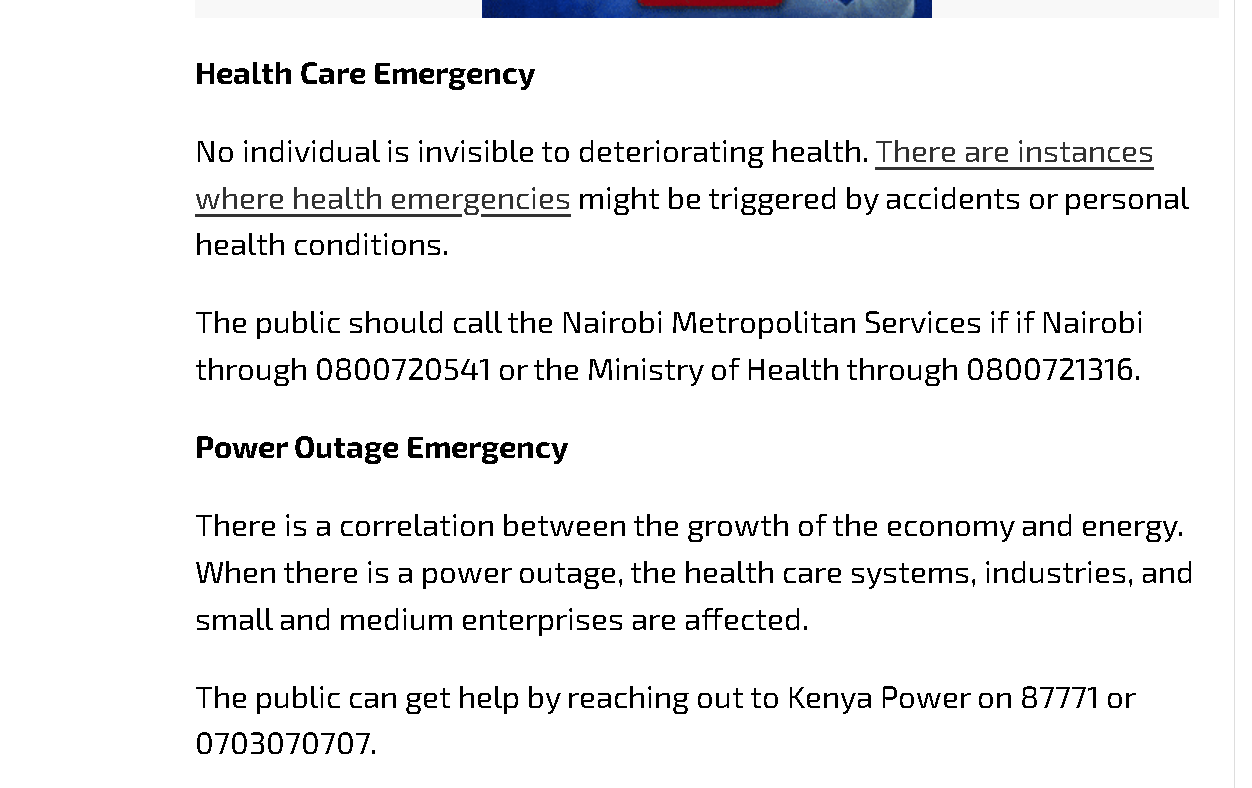 Health Care Emergency
No individual is invisible to deteriorating health. There are instances
where health emergencies might be triggered by accidents or personal
health conditions.
The public should call the Nairobi Metropolitan Services if if Nairobi
through 0800720541 or the Ministry of Health through 0800721316.
Power Outage Emergency
There is a correlation between the growth of the economy and energy.
When there is a power outage, the health care systems, industries, and
small and medium enterprises are affected.
The public can get help by reaching out to Kenya Power on 87771 or
0703070707.